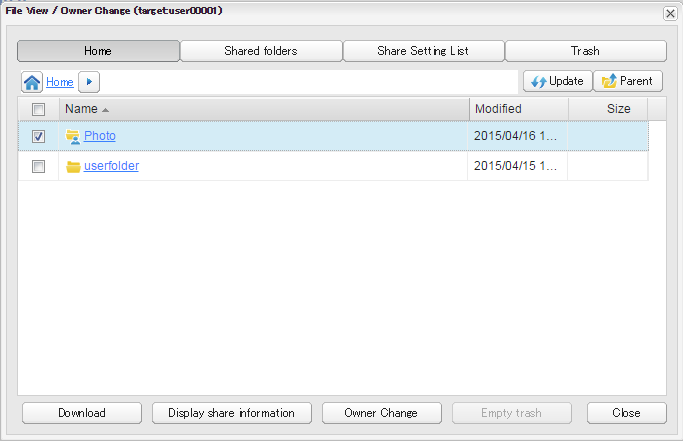 File View / Owner Change (target:user00001)
Home Shared folders Share Setting List Trash
Home Update Parent
Name Modified Size
Photo 2015/04/16 1...
userfolder 2015/04/15 1...
Download Display share information Owner Change Empty trash Close